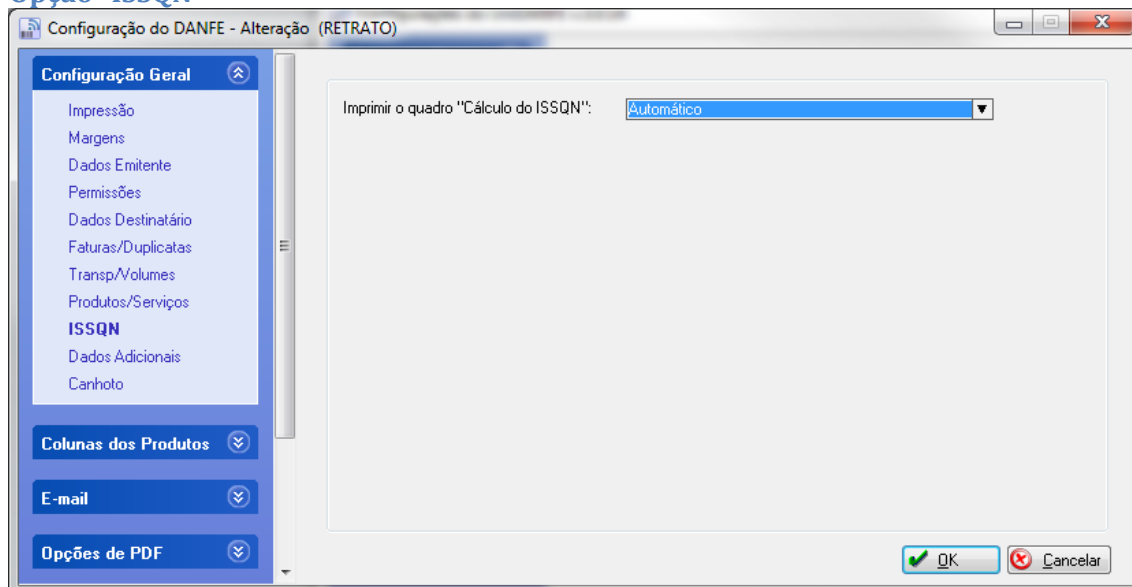 Opção "ISSQN"
Configuração do DANFE - Alteração (RETRATO)
Configuração Geral
Impressão
Margens
Dados Emitente
Permissões
Dados Destinatário
Faturas/Duplicatas
Transp/Volumes
Produtos/Serviços
ISSQN
Dados Adicionais
Canhoto
Colunas dos Produtos
E-mail
Opções de PDF
Imprimir o quadro "Cálculo do ISSQN":
Automático
OK
Cancelar